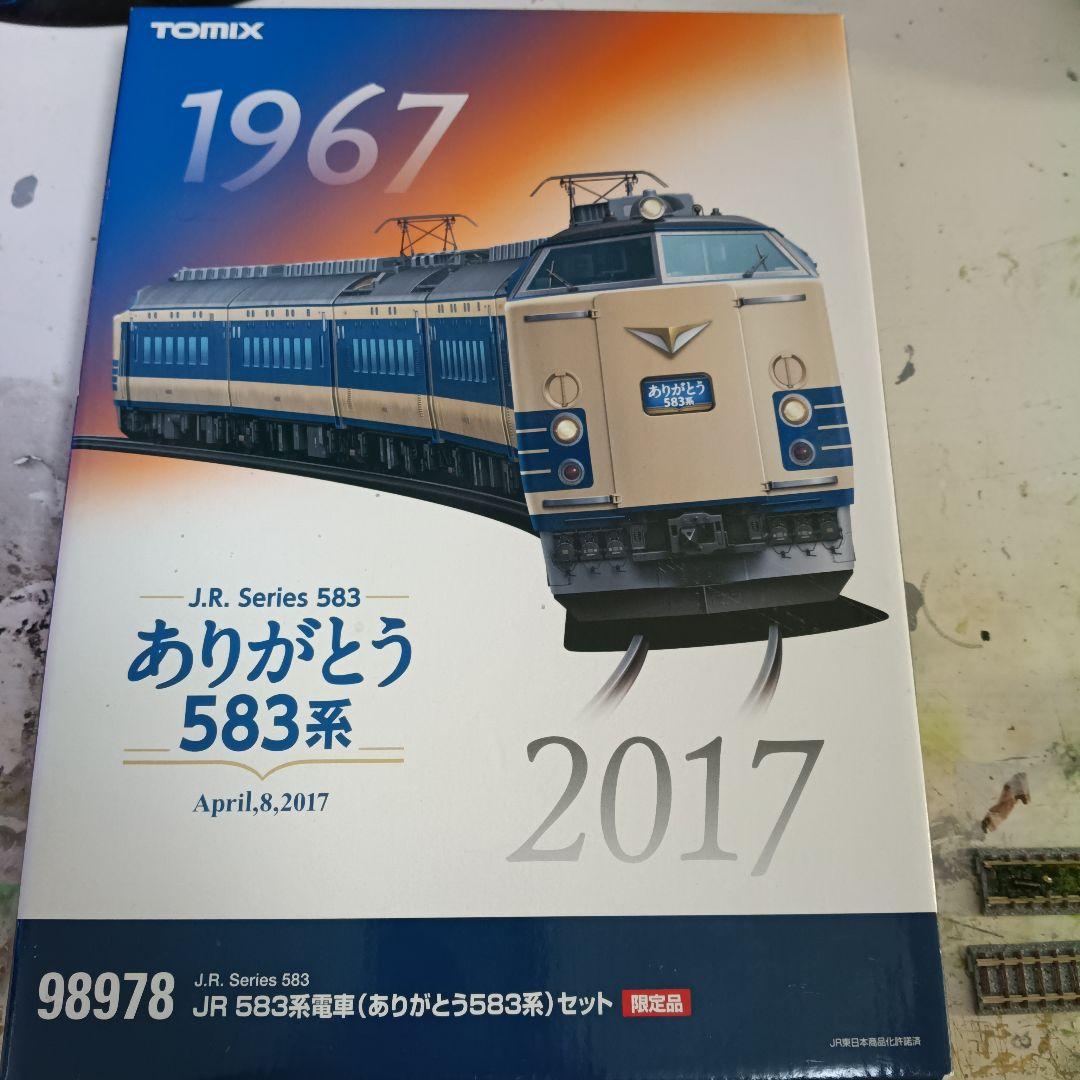 TOMIX
1967
ありがとう
583系
J.R. Series 583
ありがとう
583系
April,8,2017
2017
98978
J.R. Series 583
JR 583系電車(ありがとう583系)セット 限定品
JR東日本商品化許諾済